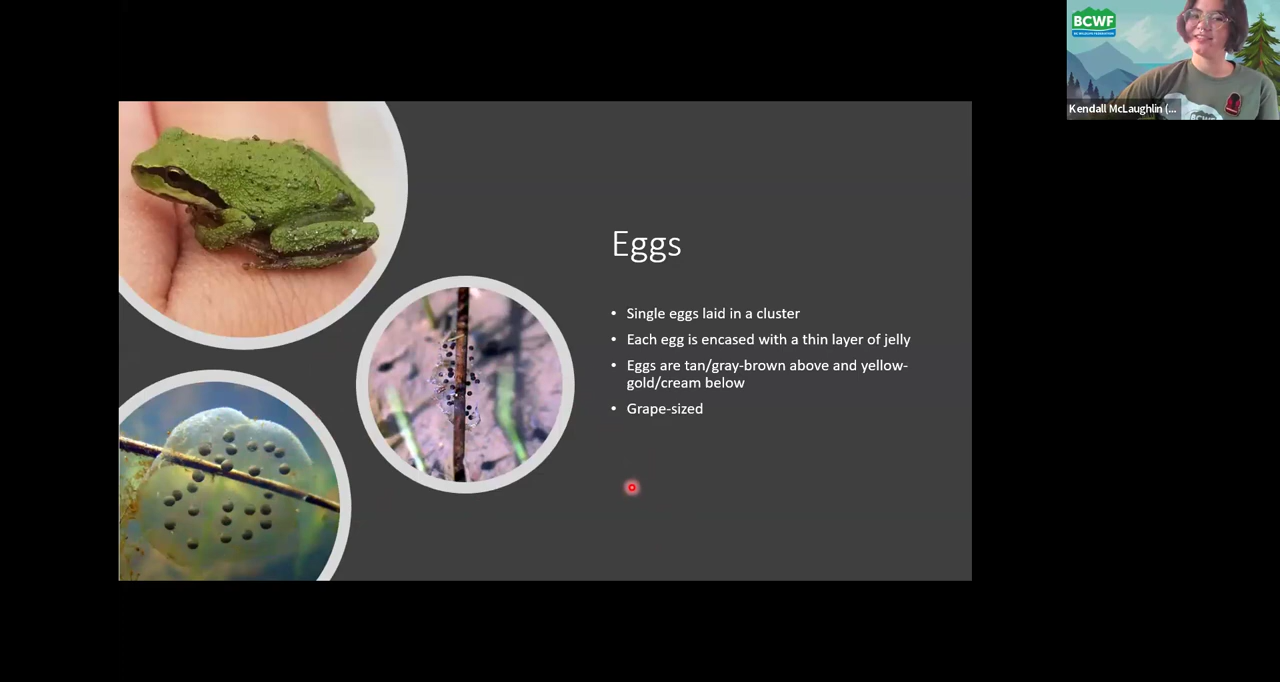 BCWF
Kendall McLaughlin (...
Eggs
• Single eggs laid in a cluster
• Each egg is encased with a thin layer of jelly
• Eggs are tan/gray-brown above and yellow-
gold/cream below
• Grape-sized